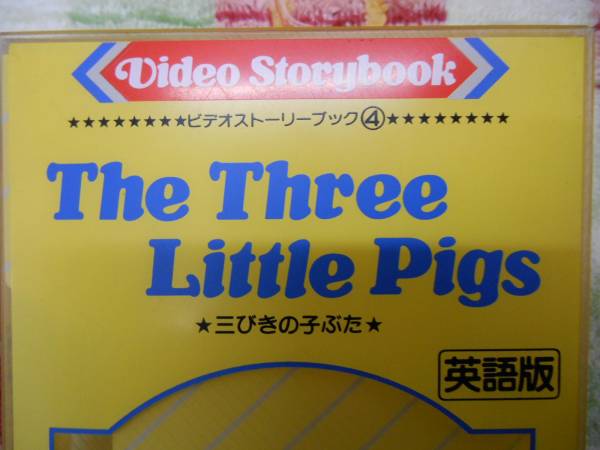 Video Storybook
★★★★★★★★ビデオストーリーブック④★★★★★★★★
The Three
Little Pigs
★三びきの子ぶた★
英語版